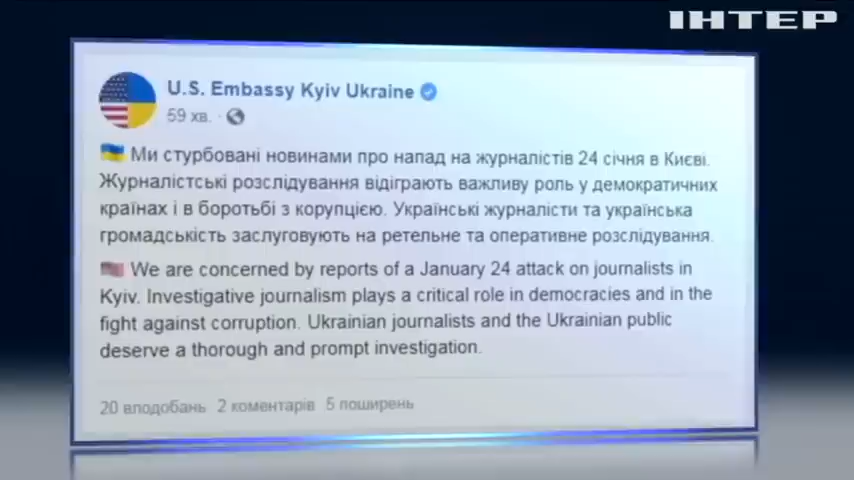 ІНТЕР
U.S. Embassy Kyiv Ukraine
59 хв. ·
Ми стурбовані новинами про напад на журналістів 24 січня в Києві.
Журналістські розслідування відіграють важливу роль у демократичних
країнах і в боротьбі з корупцією. Українські журналісти та українська
громадськість заслуговують на ретельне та оперативне розслідування.
We are concerned by reports of a January 24 attack on journalists in
Kyiv. Investigative journalism plays a critical role in democracies and in the
fight against corruption. Ukrainian journalists and the Ukrainian public
deserve a thorough and prompt investigation.
20 вподобань 2 коментарів 5 поширень